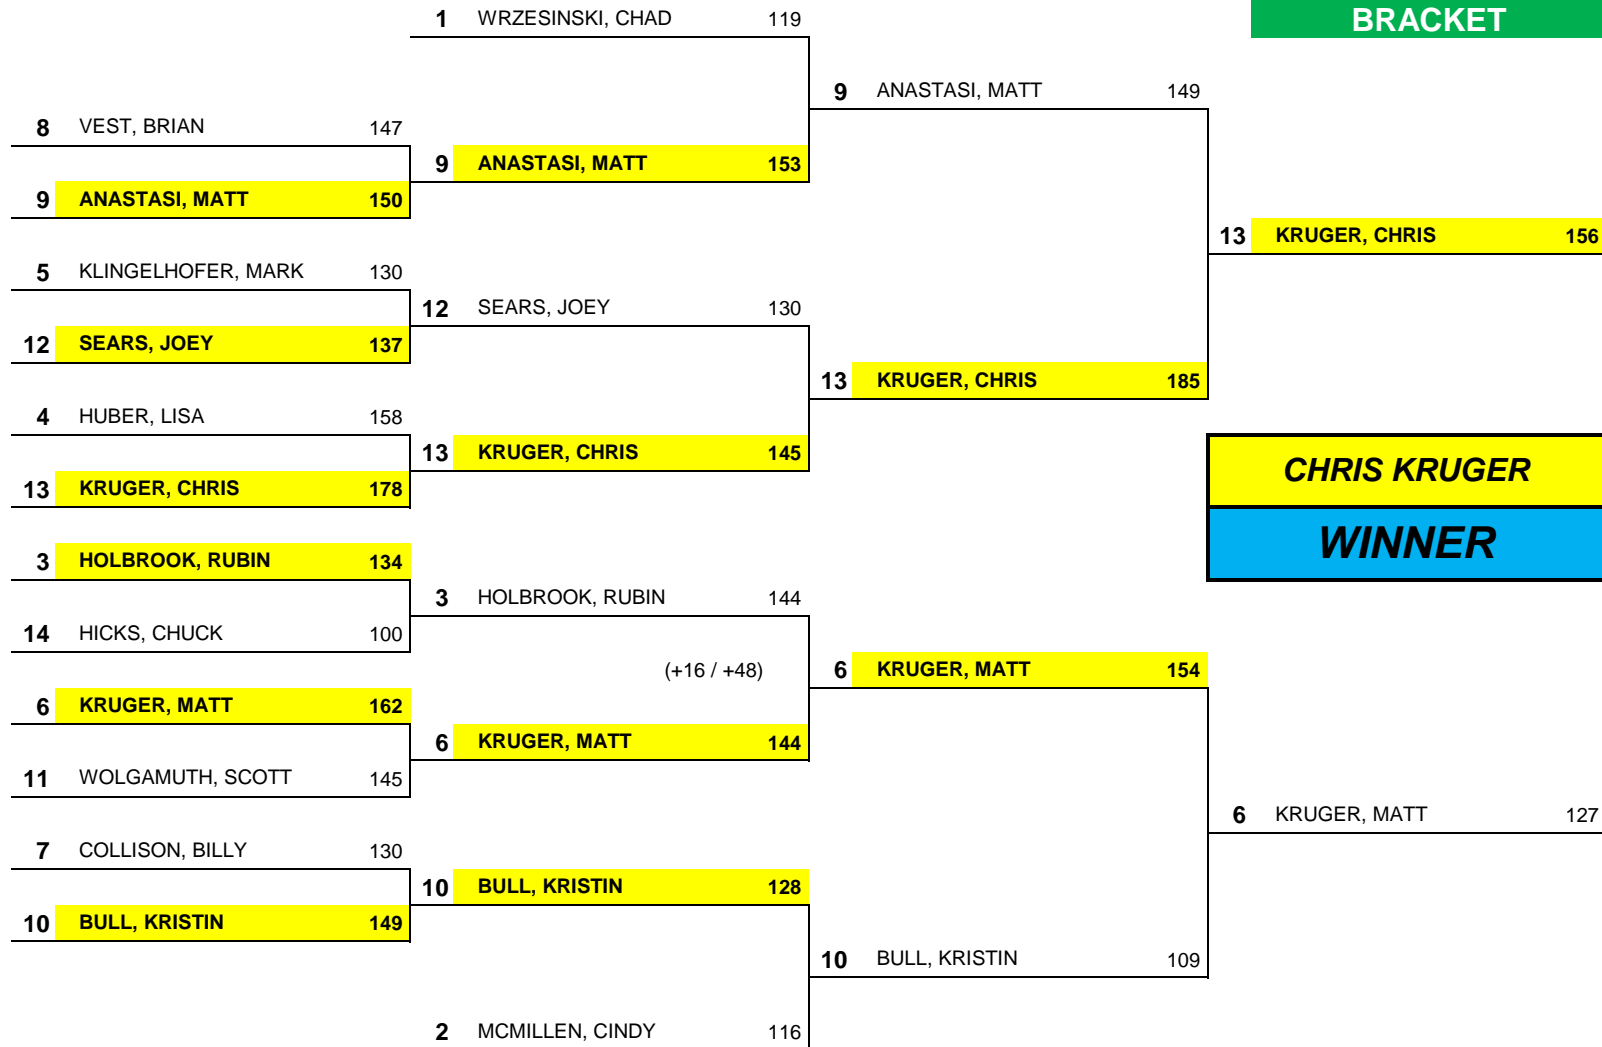 1 WRZESINSKI, CHAD 119
BRACKET
9 ANASTASI, MATT 149
8 VEST, BRIAN 147
9 ANASTASI, MATT 153
9 ANASTASI, MATT 150
13 KRUGER, CHRIS 156
5 KLINGELHOFER, MARK 130
12 SEARS, JOEY 130
12 SEARS, JOEY 137
13 KRUGER, CHRIS 185
4 HUBER, LISA 158
13 KRUGER, CHRIS 145
CHRIS KRUGER
13 KRUGER, CHRIS 178
WINNER
3 HOLBROOK, RUBIN 134
3 HOLBROOK, RUBIN 144
14 HICKS, CHUCK 100
(+16 / +48)
6 KRUGER, MATT 154
6 KRUGER, MATT 162
6 KRUGER, MATT 144
11 WOLGAMUTH, SCOTT 145
6 KRUGER, MATT 127
7 COLLISON, BILLY 130
10 BULL, KRISTIN 128
10 BULL, KRISTIN 149
10 BULL, KRISTIN 109
2 MCMILLEN, CINDY 116